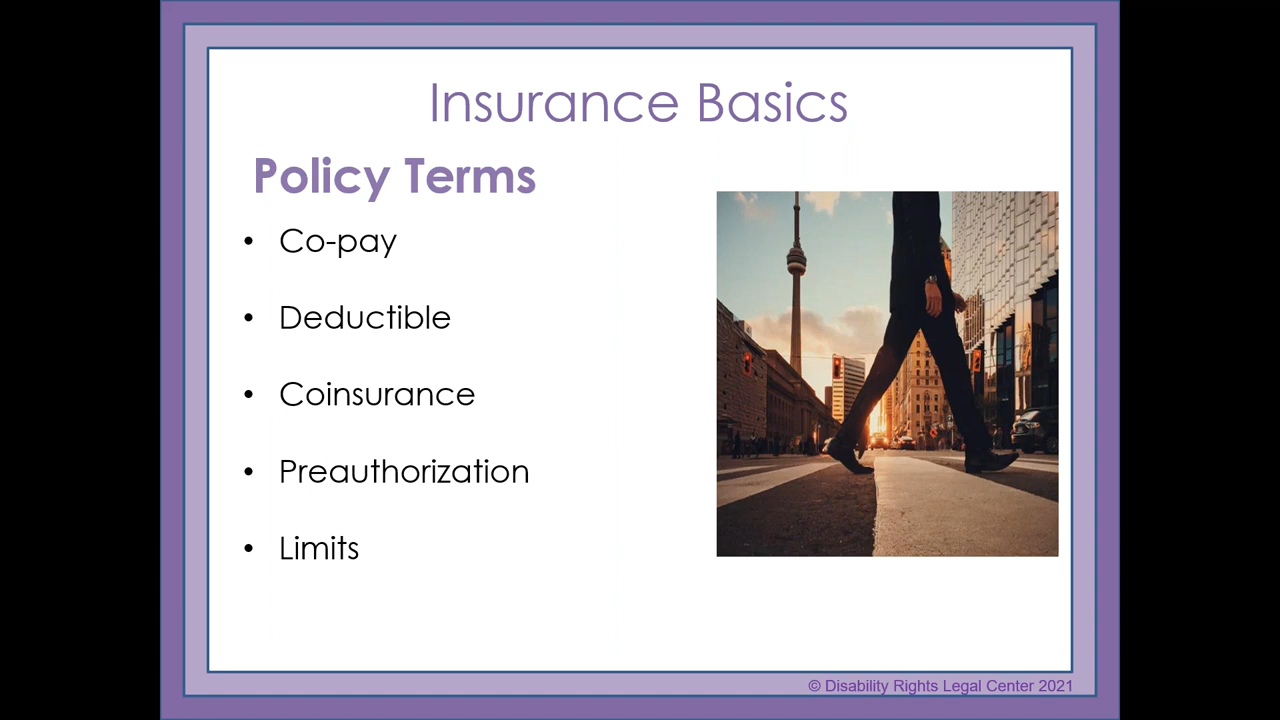 Insurance Basics
Policy Terms
• Co-pay
• Deductible
• Coinsurance
• Preauthorization
• Limits
© Disability Rights Legal Center 2021